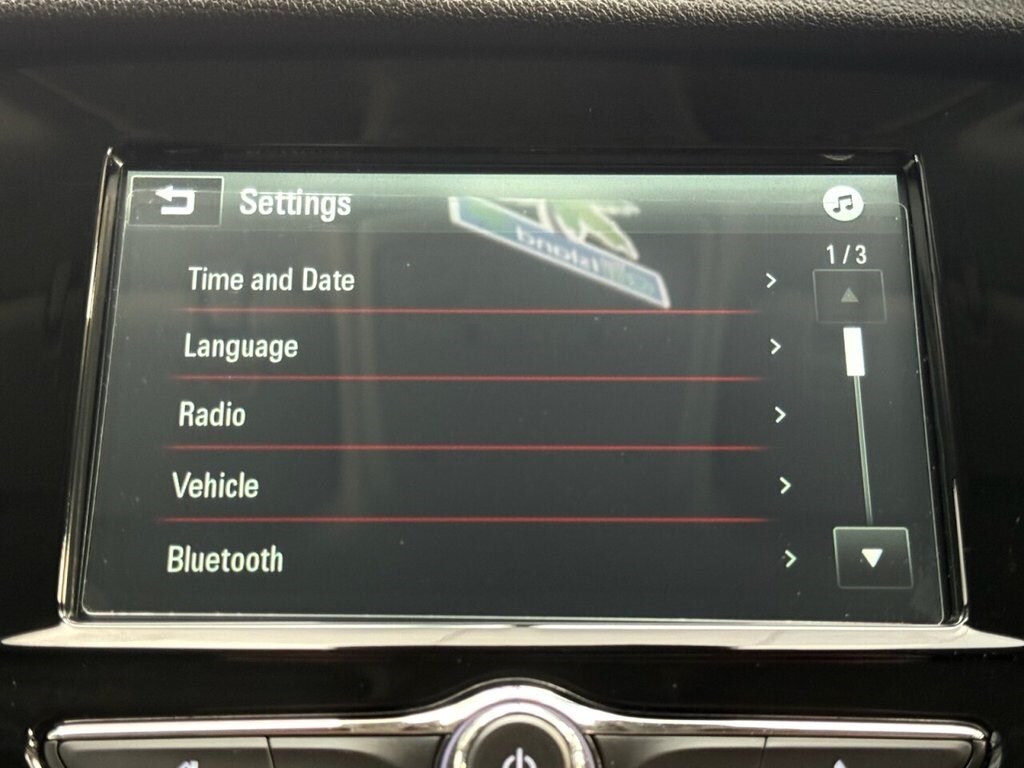 Settings
1/3
Time and Date
Language
Radio
Vehicle
Bluetooth